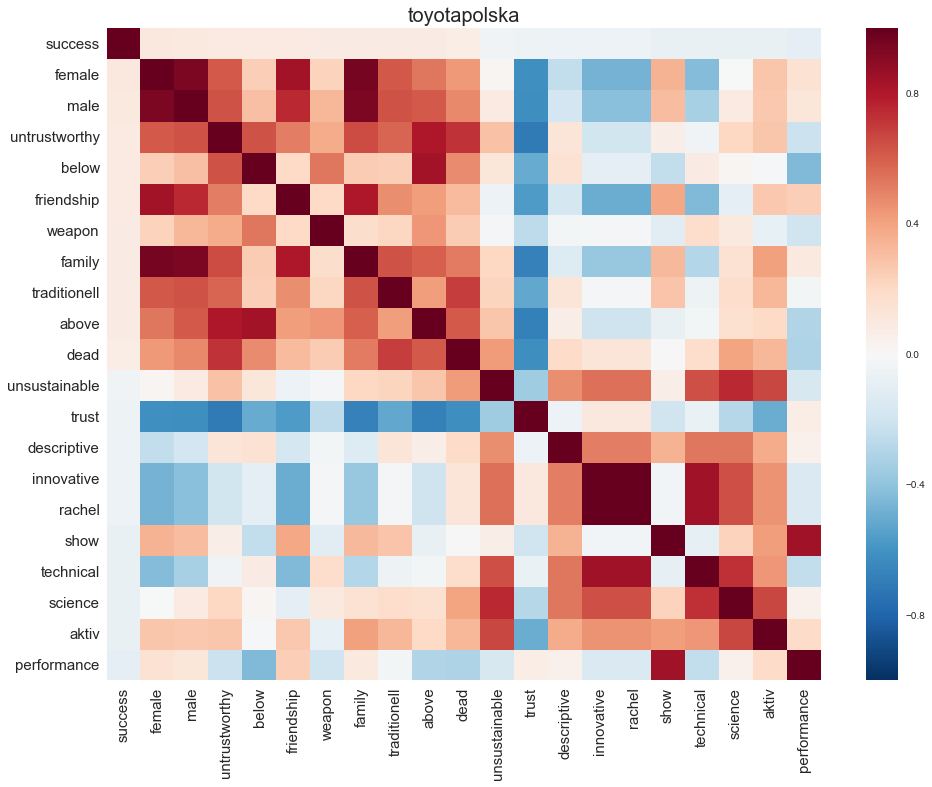 toyotapolska
success
female
male
untrustworthy
below
friendship
weapon
family
traditionell
above
dead
unsustainable
trust
descriptive
innovative
rachel
show
technical
science
aktiv
performance
success
female
male
untrustworthy
below
friendship
weapon
family
traditionell
above
dead
unsustainable
trust
descriptive
innovative
rachel
show
technical
science
aktiv
performance
0.8
0.4
0.0
−0.4
−0.8